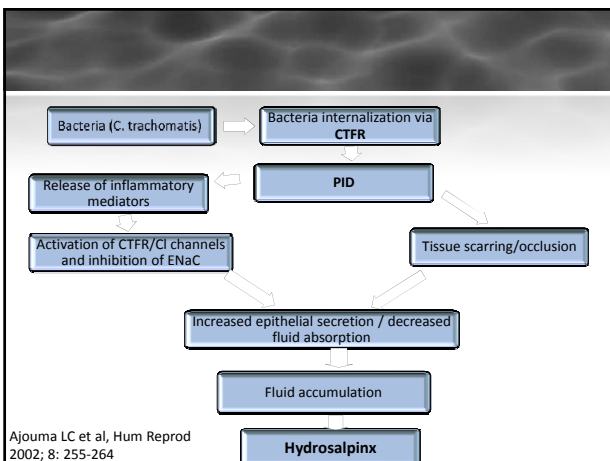 Bacteria (C. trachomatis)
Bacteria internalization via
CTFR
PID
Release of inflammatory
mediators
Activation of CTFR/Cl channels
and inhibition of ENaC
Tissue scarring/occlusion
Increased epithelial secretion / decreased
fluid absorption
Fluid accumulation
Hydrosalpinx
Ajouma LC et al, Hum Reprod
2002; 8: 255-264